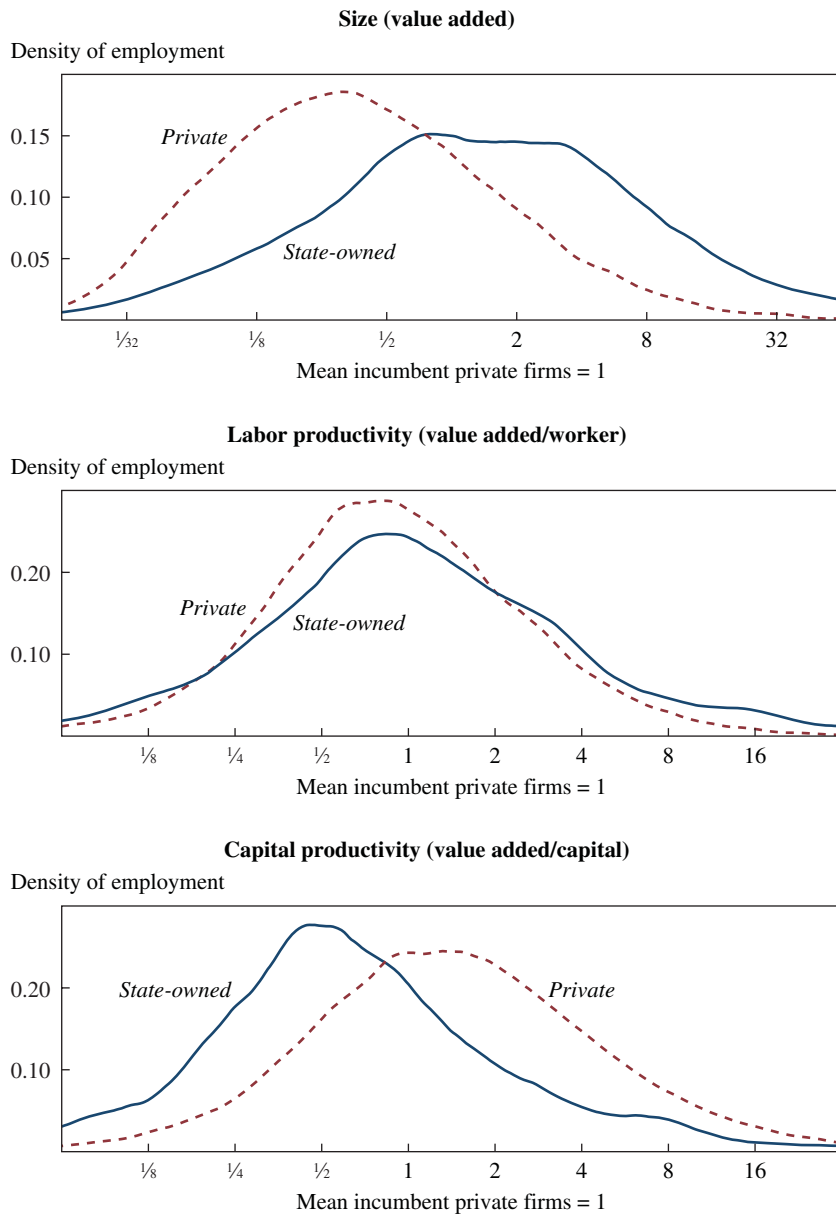 Size (value added)
Density of employment
0.15
0.10
0.05
Private
State-owned
1/32 1/8 1/2 2 8 32
Mean incumbent private firms = 1
Labor productivity (value added/worker)
Density of employment
0.20
0.10
Private
State-owned
1/8 1/4 1/2 1 2 4 8 16
Mean incumbent private firms = 1
Capital productivity (value added/capital)
Density of employment
0.20
0.10
State-owned
Private
1/8 1/4 1/2 1 2 4 8 16
Mean incumbent private firms = 1